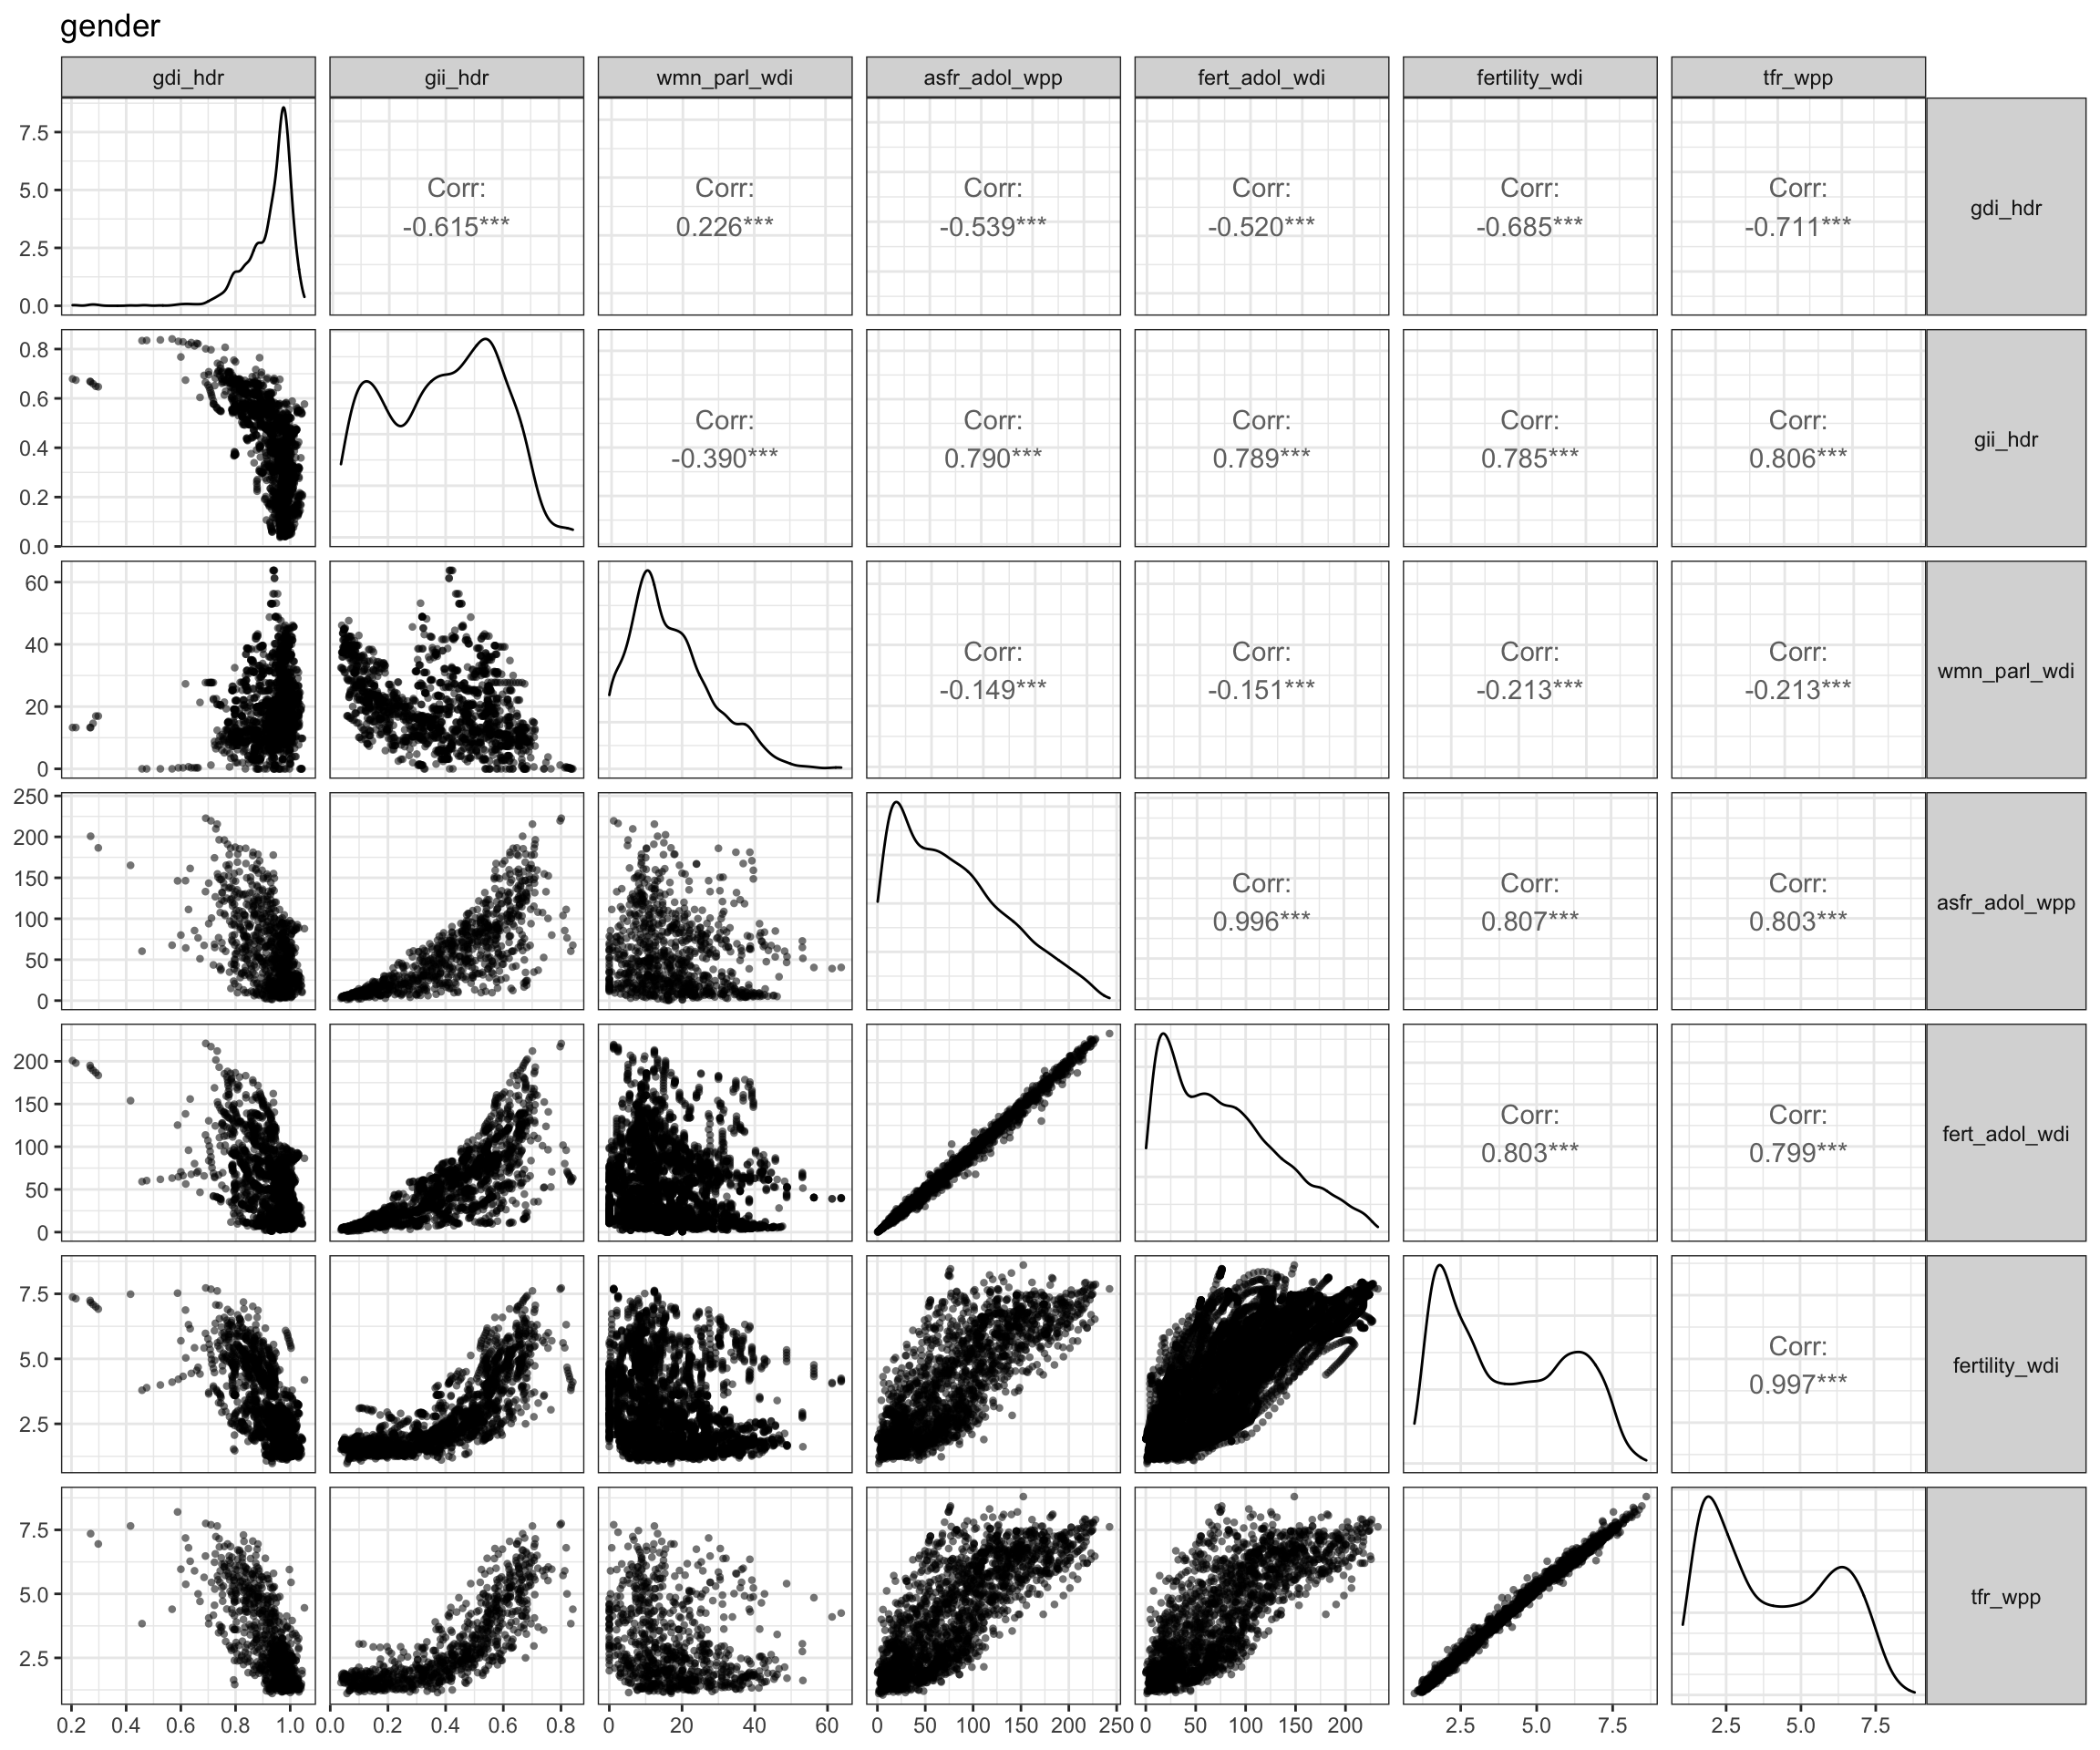 gender
gdi_hdr gii_hdr wmn_parl_wdi asfr_adol_wpp fert_adol_wdi fertility_wdi tfr_wpp
7.5
5.0
2.5
0.0
Corr: Corr: Corr: Corr: Corr: Corr:
-0.615*** 0.226*** -0.539*** -0.520*** -0.685*** -0.711***
gdi_hdr
0.8
0.6
0.4
0.2
0.0
Corr: Corr: Corr: Corr: Corr:
-0.390*** 0.790*** 0.789*** 0.785*** 0.806***
gii_hdr
60
40
20
0
Corr: Corr: Corr: Corr:
-0.149*** -0.151*** -0.213*** -0.213***
wmn_parl_wdi
250
200
150
100
50
0
Corr: Corr: Corr:
0.996*** 0.807*** 0.803***
asfr_adol_wpp
200
150
100
50
0
Corr: Corr:
0.803*** 0.799***
fert_adol_wdi
7.5
5.0
2.5
Corr:
0.997***
fertility_wdi
7.5
5.0
2.5
tfr_wpp
0.2 0.4 0.6 0.8 1.0 0.0 0.2 0.4 0.6 0.8 0 20 40 60 0 50 100 150 200 250 0 50 100 150 200 2.5 5.0 7.5 2.5 5.0 7.5